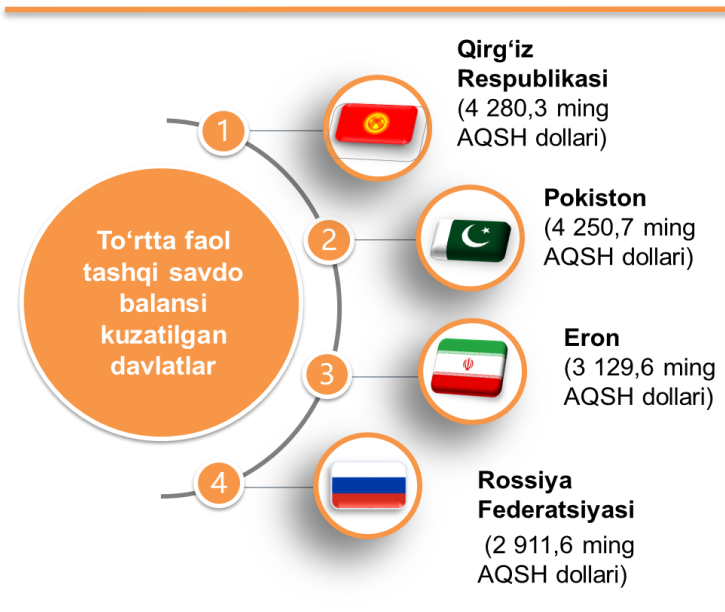 Qirg‘iz
Respublikasi
(4 280,3 ming
AQSH dollari)
1
Pokiston
(4 250,7 ming
AQSH dollari)
2
To‘rtta faol
tashqi savdo
balansi
kuzatilgan
davlatlar
Eron
(3 129,6 ming
AQSH dollari)
3
4
Rossiya
Federatsiyasi
(2 911,6 ming
AQSH dollari)